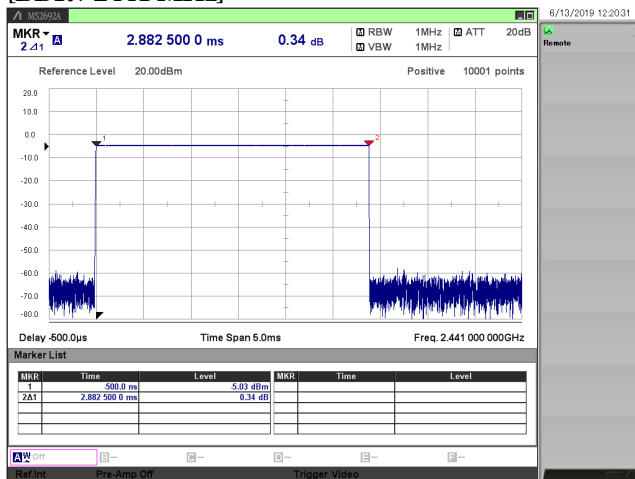 MS2692A
6/13/2019 12:20:31
MKR
2 Δ1
A
2.882 500 0 ms
0.34 dB
A RBW 1MHz A ATT 20dB
A VBW 1MHz
Remote
Reference Level 20.00dBm
Positive 10001 points
20.0
10.0
0.0
1
2
-10.0
-20.0
-30.0
-40.0
-50.0
-60.0
-70.0
-80.0
Delay -500.0µs
Time Span 5.0ms
Freq. 2.441 000 000GHz
Marker List
MKR Time Level MKR Time Level
1 -500.0 ns -5.03 dBm
2Δ1 2.882 500 0 ms 0.34 dB
A W Off B— C— D— E— F—
Ref.Int Pre-Amp Off Trigger Video